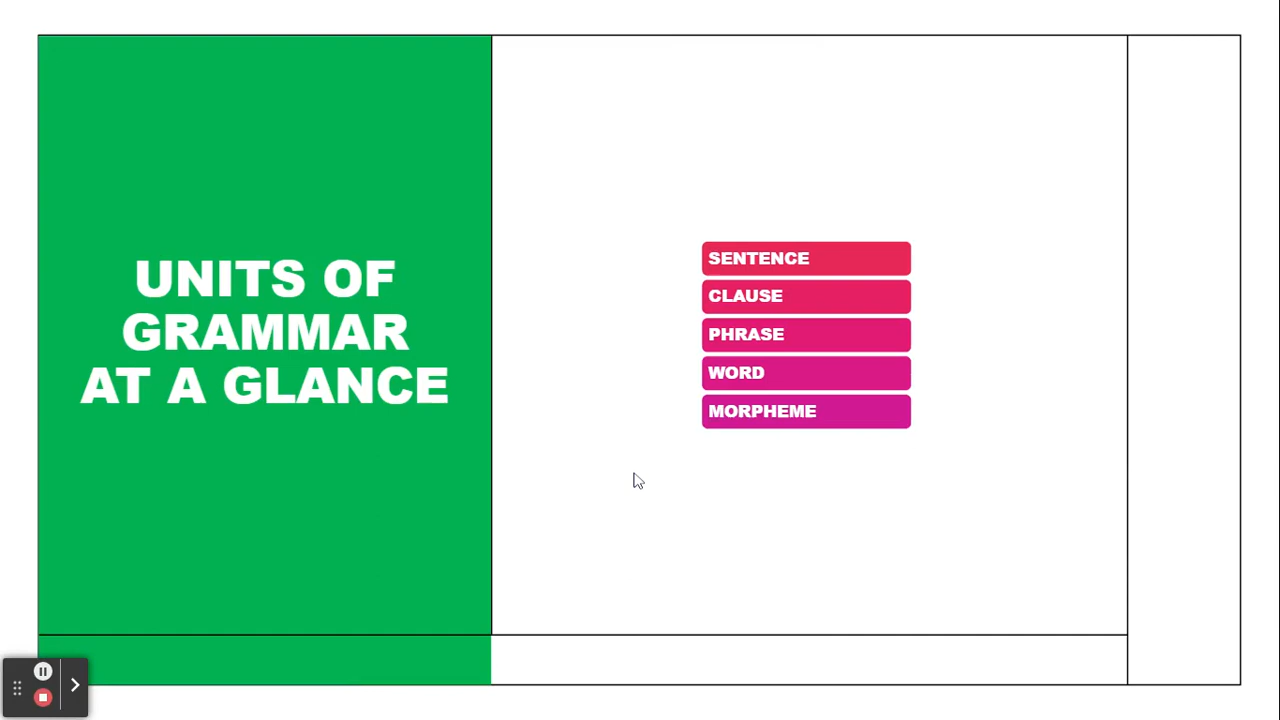 UNITS OF
GRAMMAR
AT A GLANCE
SENTENCE
CLAUSE
PHRASE
WORD
MORPHEME